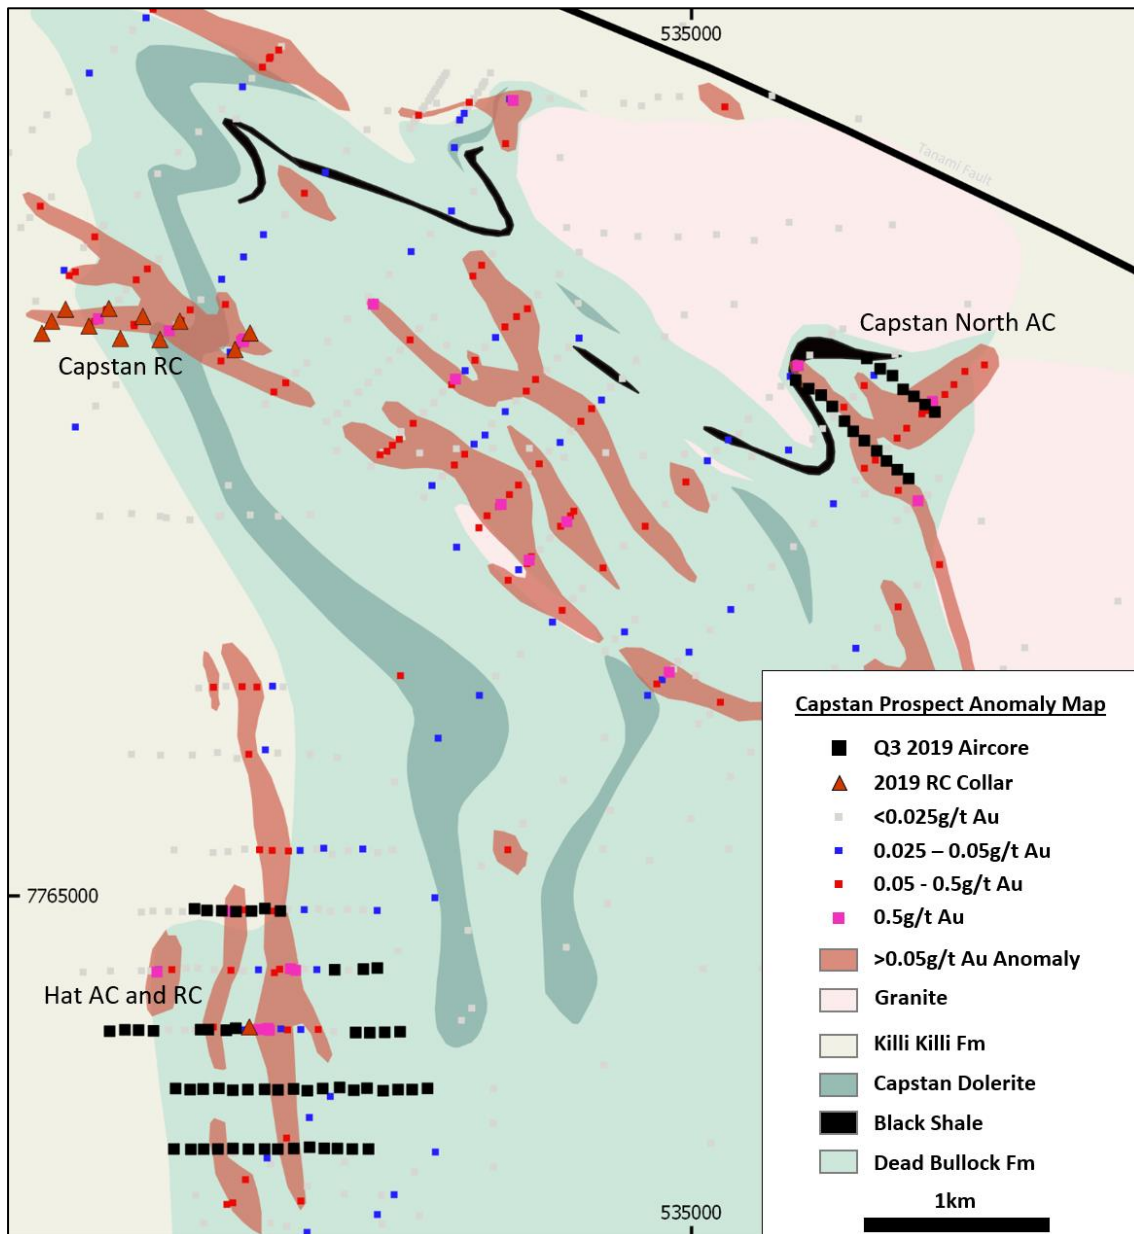 535000
Tanami Fault
Capstan North AC
Capstan RC
Capstan Prospect Anomaly Map
Q3 2019 Aircore
2019 RC Collar
<0.025g/t Au
0.025 – 0.05g/t Au
0.05 - 0.5g/t Au
7765000
0.5g/t Au
>0.05g/t Au Anomaly
Hat AC and RC
Granite
Killi Killi Fm
Capstan Dolerite
Black Shale
Dead Bullock Fm
535000
1km